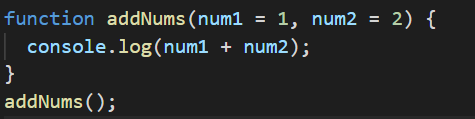 function addNums(num1 = 1, num2 = 2) {
  console.log(num1 + num2);
}
addNums();